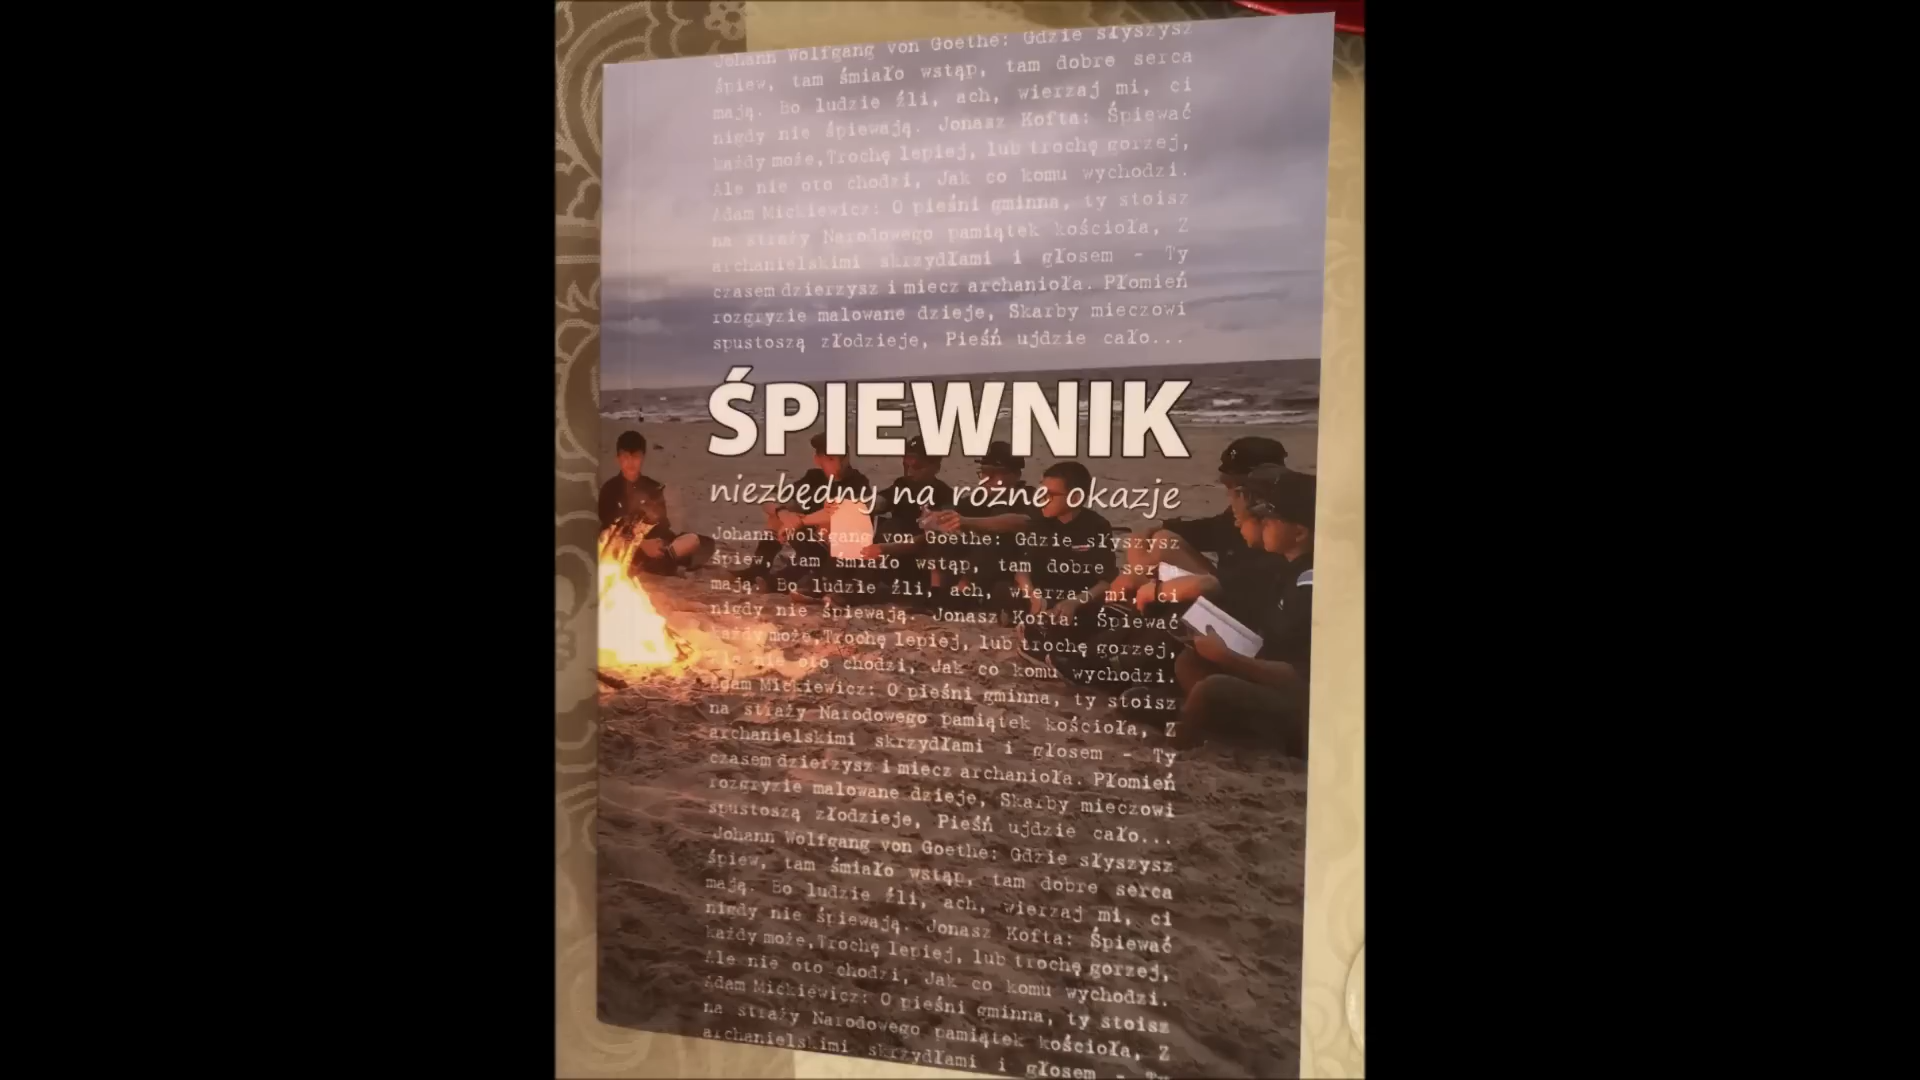 Johann Wolfgang von Goethe: Gdzie słyszysz
śpiew, tam śmiało wstąp, tam dobre serca
mają. Bo ludzie źli, ach, wierzaj mi, ci
nigdy nie śpiewają. Jonasz Kofta: Śpiewać
każdy może,Trochę lepiej, lub trochę gorzej,
Ale nie oto chodzi, Jak co komu wychodzi.
Adam Mickiewicz: O pieśni gminna, ty stoisz
na straży Narodowego pamiątek kościoła, Z
archanielskimi skrzydłami i głosem - Ty
czasem dzierzysz i miecz archanioła. Płomień
rozgryzie malowane dzieje, Skarby mieczowi
spustoszą złodzieje, Pieśń ujdzie cało...
ŚPIEWNIK
niezbędny na różne okazje
Johann Wolfgang von Goethe: Gdzie słyszysz
śpiew, tam śmiało wstąp, tam dobre serca
mają. Bo ludzie źli, ach, wierzaj mi, ci
nigdy nie śpiewają. Jonasz Kofta: Śpiewać
każdy może,Trochę lepiej, lub trochę gorzej,
Ale nie oto chodzi, Jak co komu wychodzi.
Adam Mickiewicz: O pieśni gminna, ty stoisz
na straży Narodowego pamiątek kościoła, Z
archanielskimi skrzydłami i głosem - Ty
czasem dzierzysz i miecz archanioła. Płomień
rozgryzie malowane dzieje, Skarby mieczowi
spustoszą złodzieje, Pieśń ujdzie cało...
Johann Wolfgang von Goethe: Gdzie słyszysz
śpiew, tam śmiało wstąp, tam dobre serca
mają. Bo ludzie źli, ach, wierzaj mi, ci
nigdy nie śpiewają. Jonasz Kofta: Śpiewać
każdy może,Trochę lepiej, lub trochę gorzej,
Ale nie oto chodzi, Jak co komu wychodzi.
Adam Mickiewicz: O pieśni gminna, ty stoisz
na straży Narodowego pamiątek kościoła, Z
archanielskimi skrzydłami i głosem - Ty